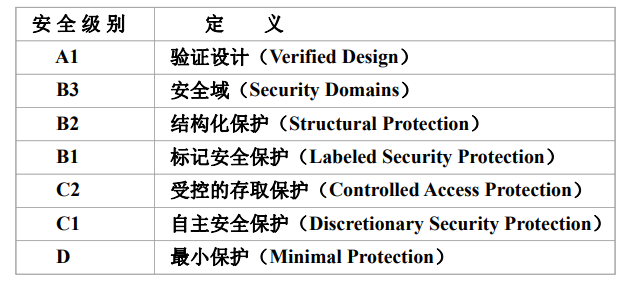 安全级别 定义
A1 验证设计（Verified Design）
B3 安全域（Security Domains）
B2 结构化保护（Structural Protection）
B1 标记安全保护（Labeled Security Protection）
C2 受控的存取保护（Controlled Access Protection）
C1 自主安全保护（Discretionary Security Protection）
D 最小保护（Minimal Protection）